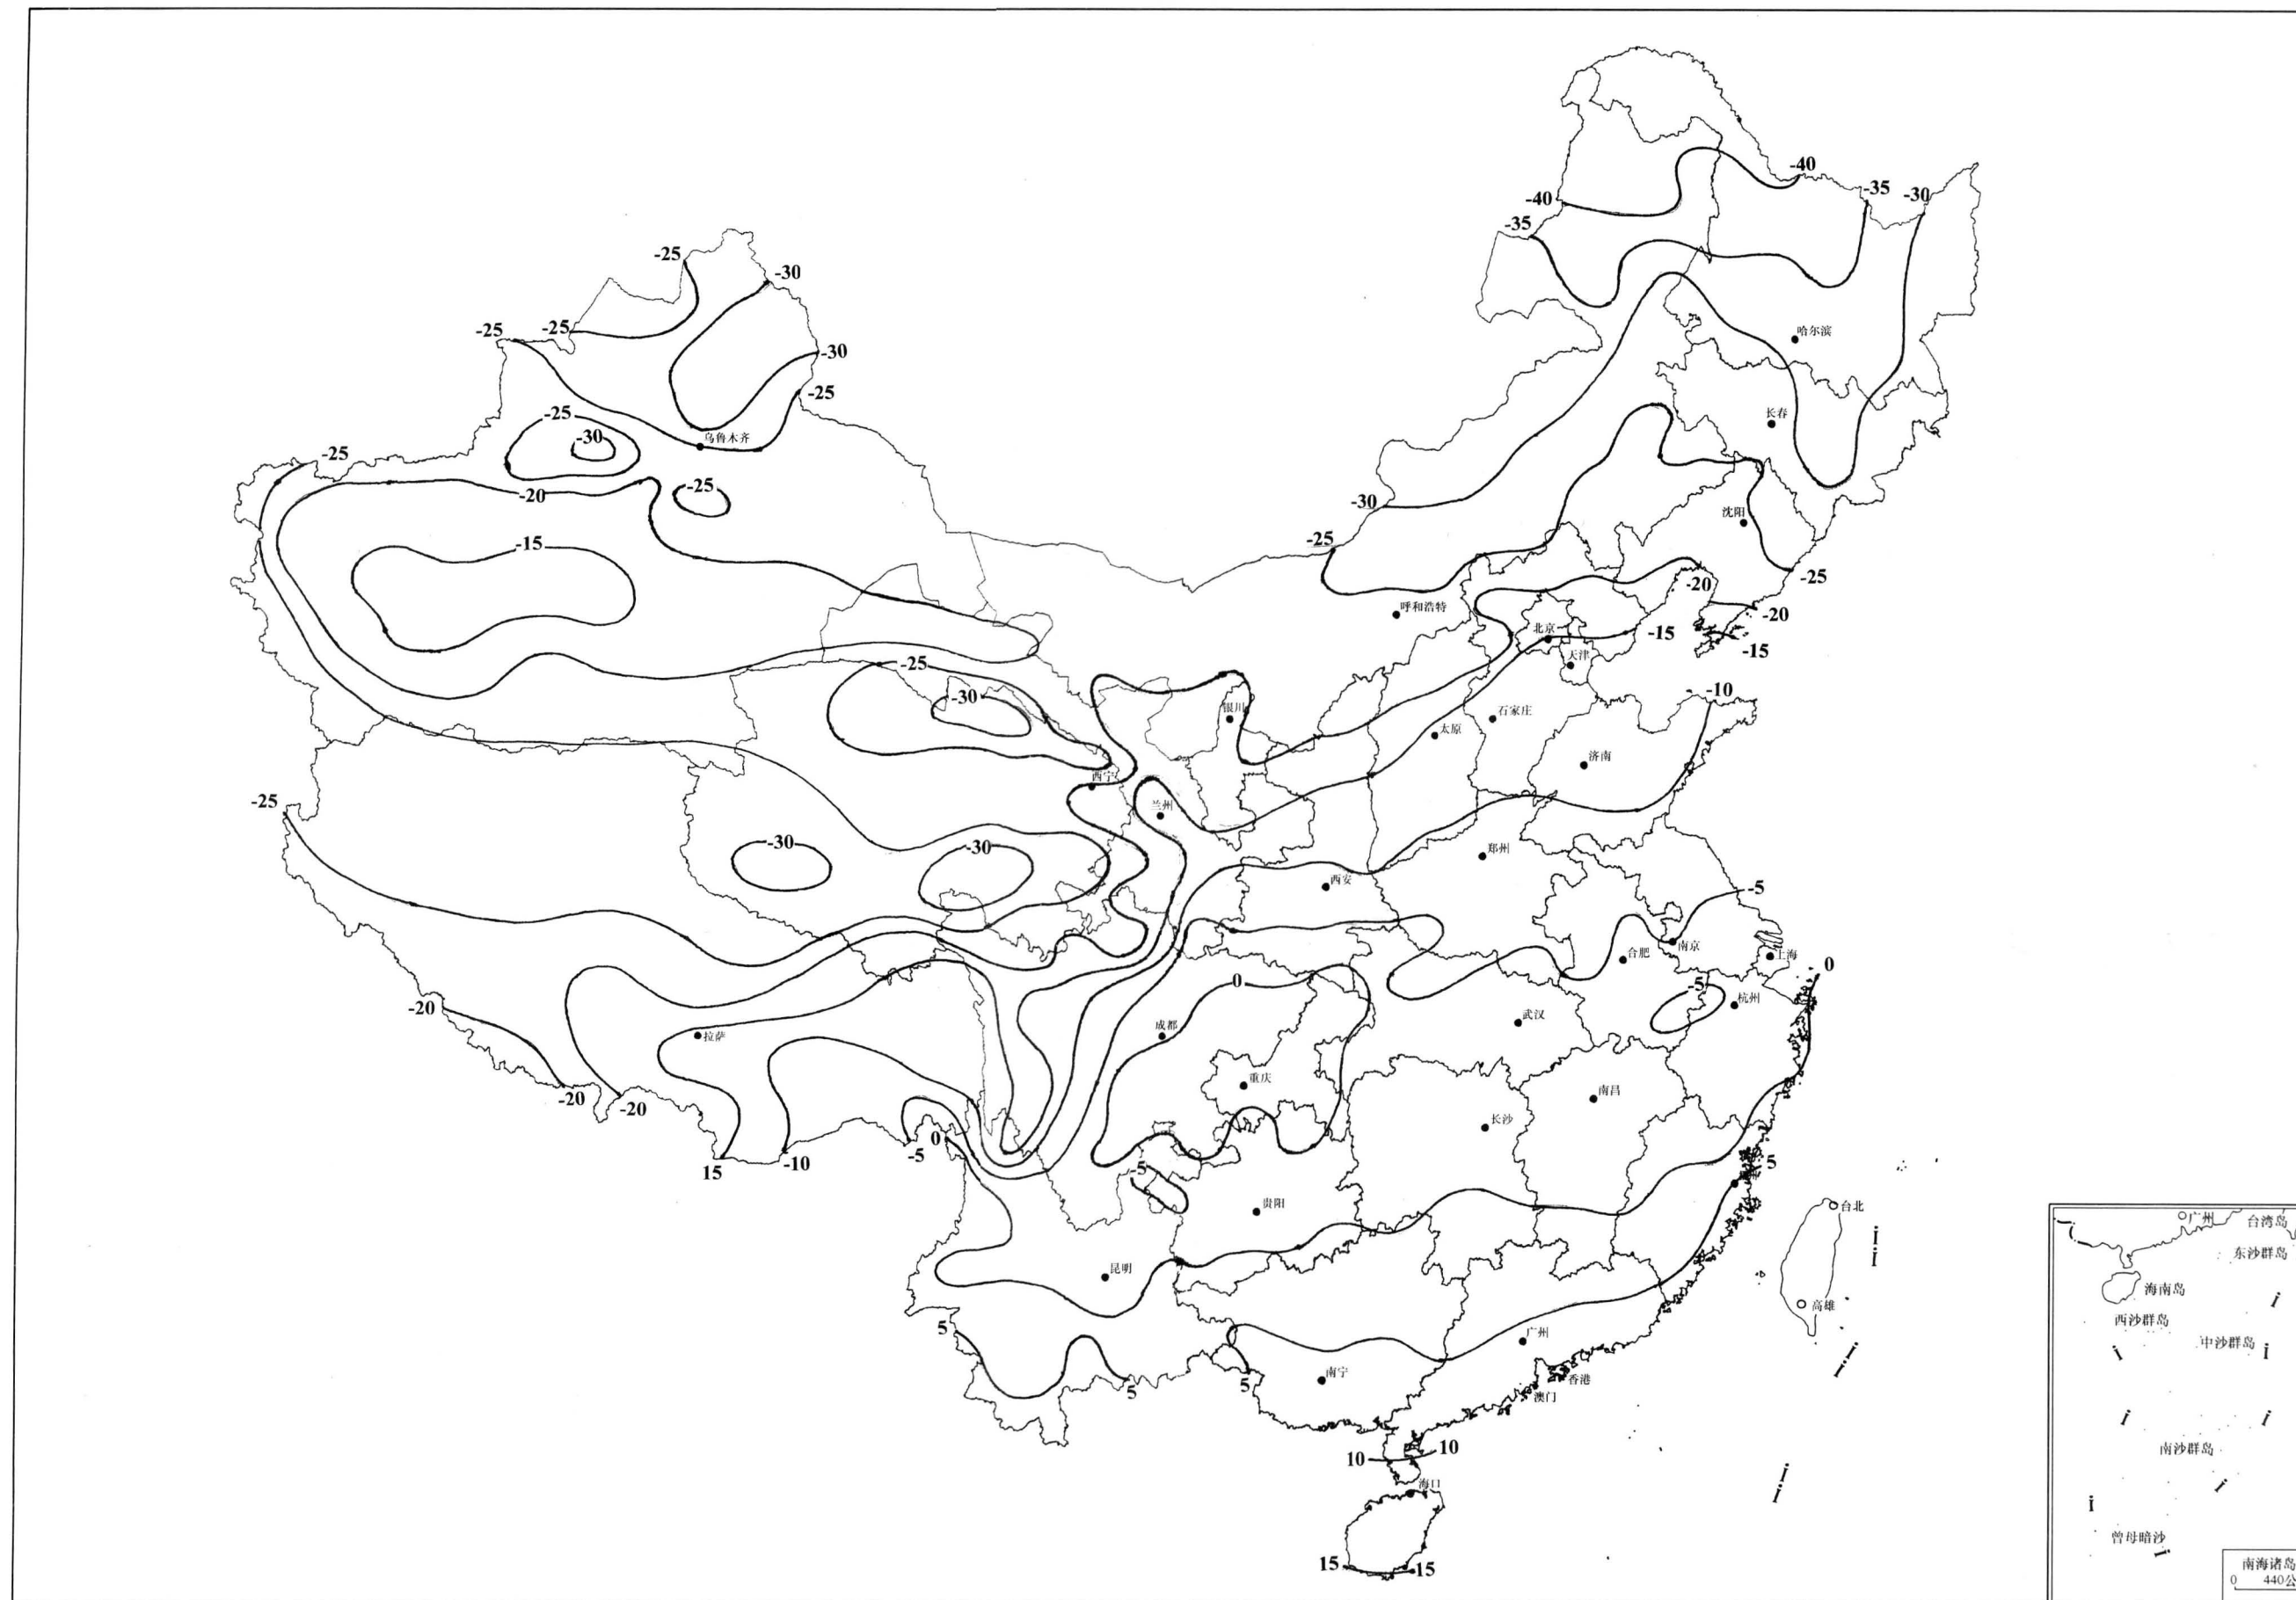 -40
-35
-30
-40
-35
-25
-30
-25
-25
-30
-25
哈尔滨
-25
-30
乌鲁木齐
长春
-25
-20
-25
-30
沈阳
-15
-25
-25
-20
呼和浩特
-20
北京
-15
天津
-15
-25
-30
-10
银川
石家庄
太原
济南
西宁
-25
兰州
-30
-30
郑州
西安
-5
南京
合肥
上海
0
0
-5
杭州
-20
武汉
成都
拉萨
重庆
-20
-20
南昌
长沙
0
-5
15
-10
-5
5
贵阳
台北
昆明
高雄
5
广州
南宁
5
5
香港
澳门
10
10
海口
15
15
广州
台湾岛
东沙群岛
海南岛
西沙群岛
中沙群岛
南沙群岛
曾母暗沙
南海诸岛
0 440公